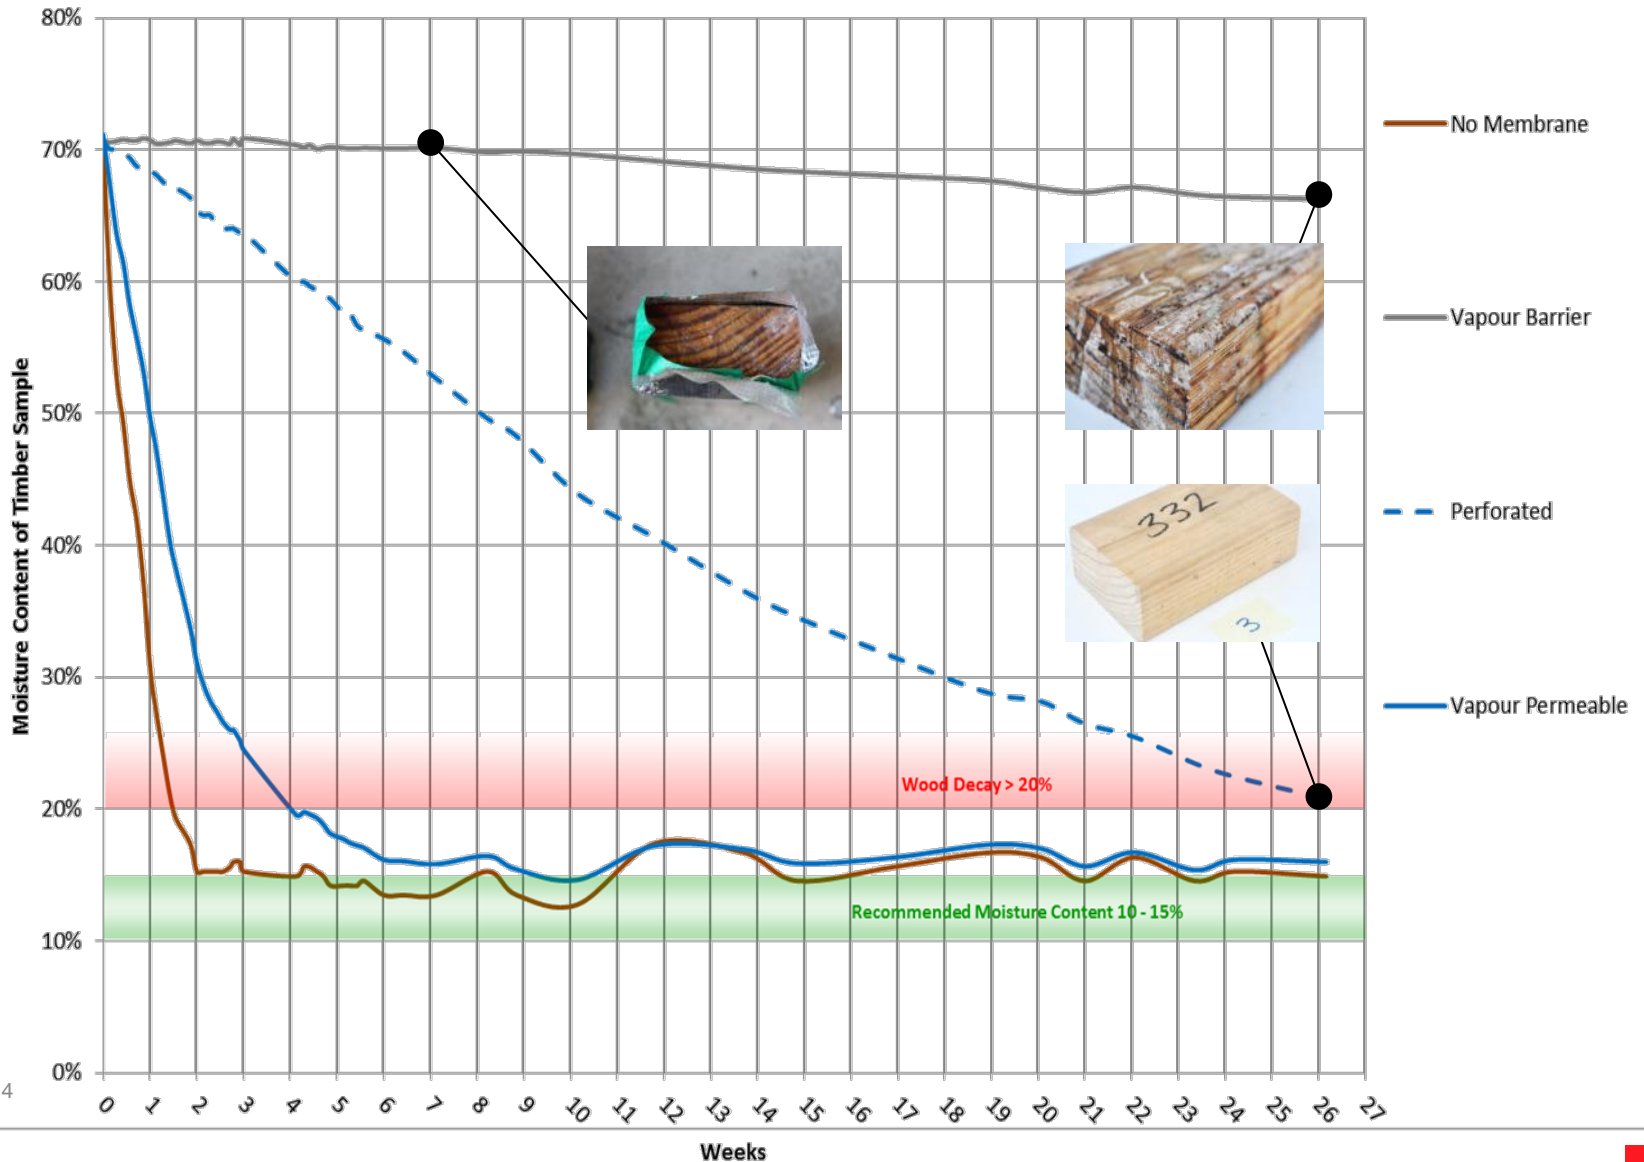 80%
70%
60%
50%
40%
30%
20%
10%
0%
Moisture Content of Timber Sample
No Membrane
Vapour Barrier
Perforated
Vapour Permeable
332
3
Wood Decay > 20%
Recommended Moisture Content 10 - 15%
4
0 1 2 3 4 5 6 7 8 9 10 11 12 13 14 15 16 17 18 19 20 21 22 23 24 25 26 27
Weeks